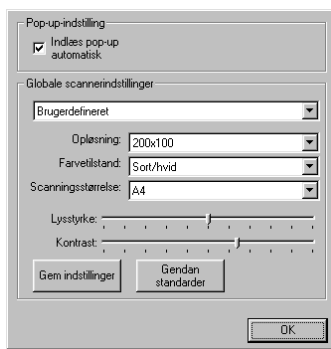 Pop-up-indstilling
Indlæs pop-up
automatisk
Globale scannerindstillinger
Brugerdefineret
Opløsning: 200x100
Farvetilstand: Sort/hvid
Scanningsstørrelse: A4
Lysstyrke:
Kontrast:
Gem indstillinger
Gendan
standarder
OK